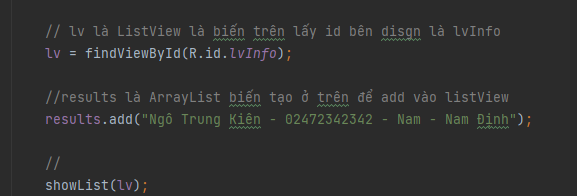 // lv là ListView là biến trên lấy id bên disgn là lvInfo
lv = findViewById(R.id.lvInfo);
//results là ArrayList biến tạo ở trên để add vào listView
results.add("Ngô Trung Kiên - 02472342342 - Nam - Nam Định");
//
showList(lv);